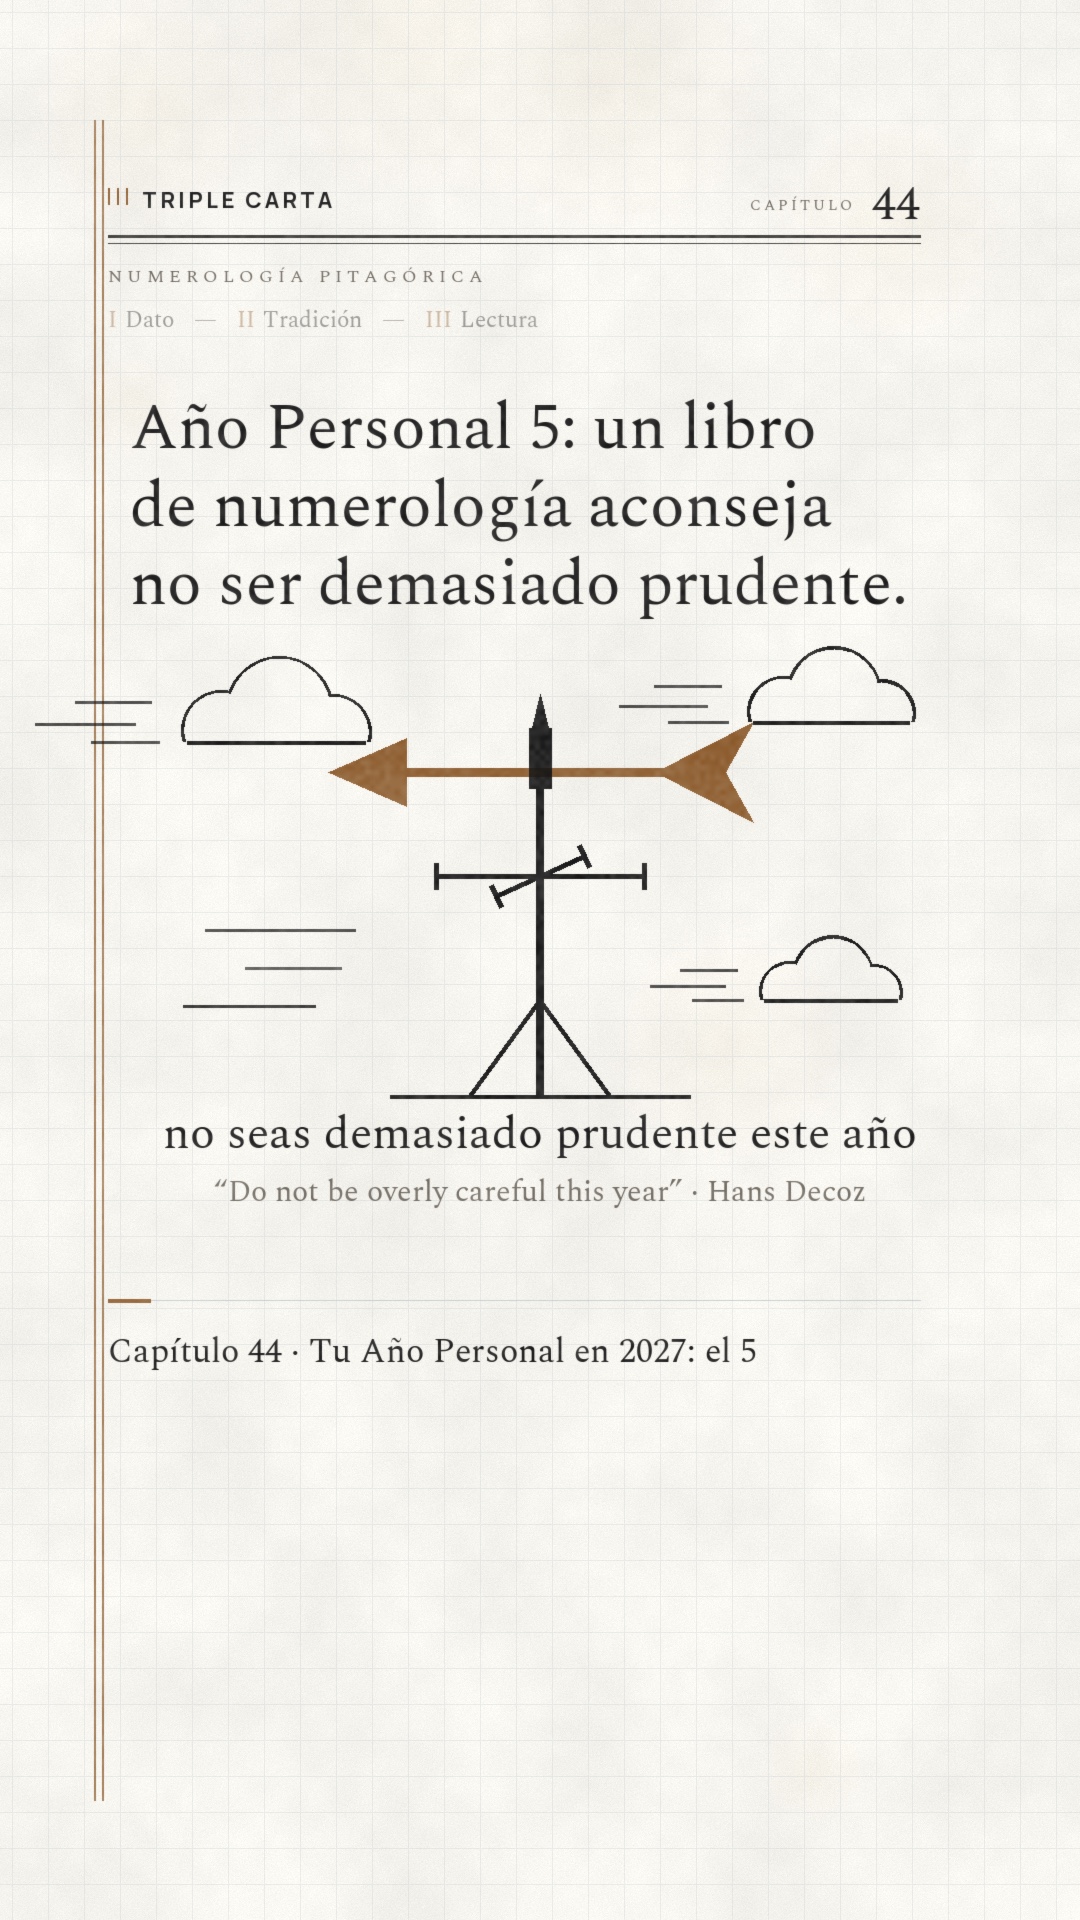 TRIPLE CARTA
CAPÍTULO 44
NUMEROLOGÍA PITAGÓRICA
I Dato — II Tradición — III Lectura
Año Personal 5: un libro
de numerología aconseja
no ser demasiado prudente.
no seas demasiado prudente este año
“Do not be overly careful this year” · Hans Decoz
Capítulo 44 · Tu Año Personal en 2027: el 5